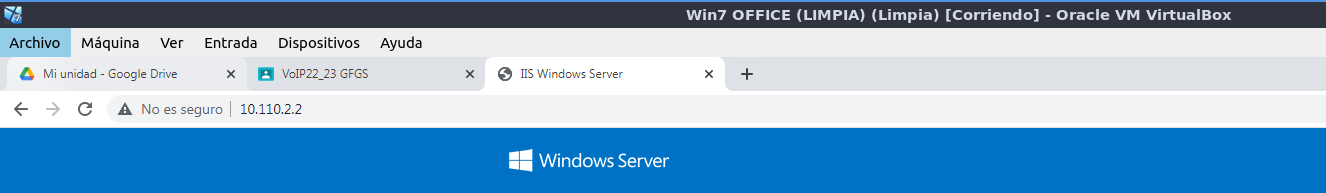 Win7 OFFICE (LIMPIA) (Limpia) [Corriendo] - Oracle VM VirtualBox
Archivo Máquina Ver Entrada Dispositivos Ayuda
Mi unidad - Google Drive VoIP22_23 GFGS IIS Windows Server
No es seguro 10.110.2.2
Windows Server